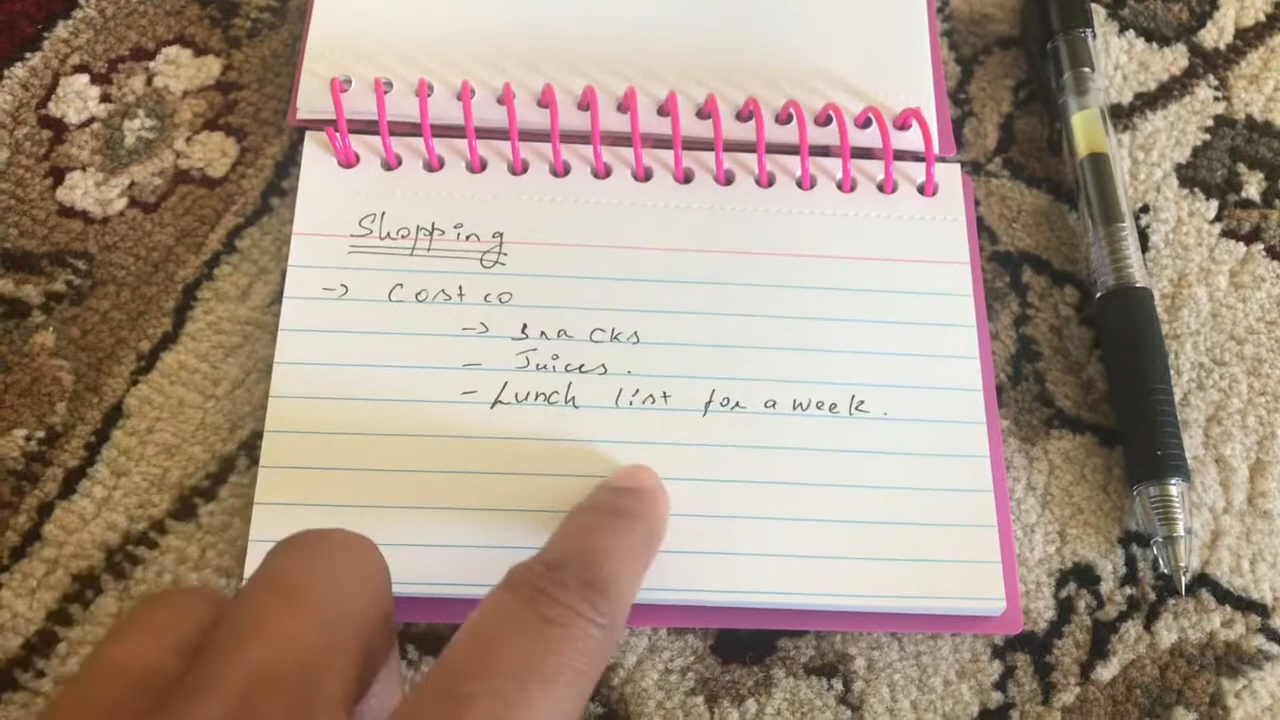 Shopping
-> Costco
-> Snacks
- Juices.
- Lunch list for a week.